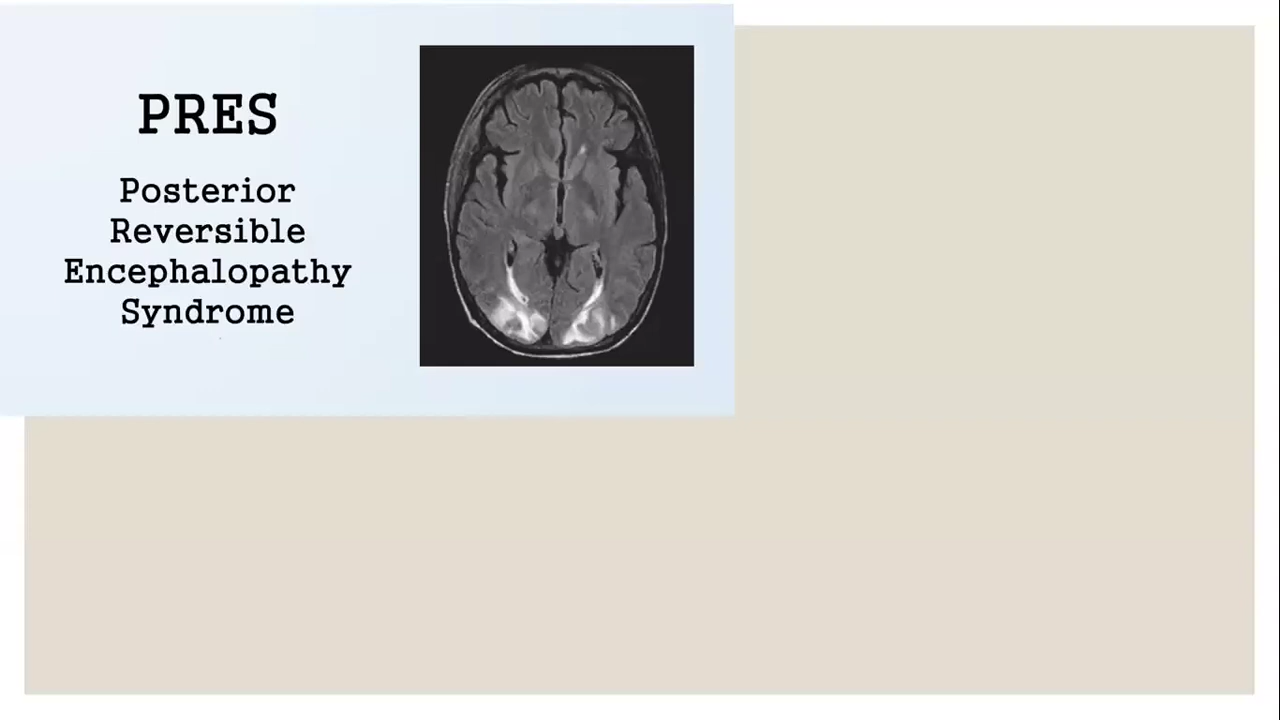 PRES
Posterior
Reversible
Encephalopathy
Syndrome